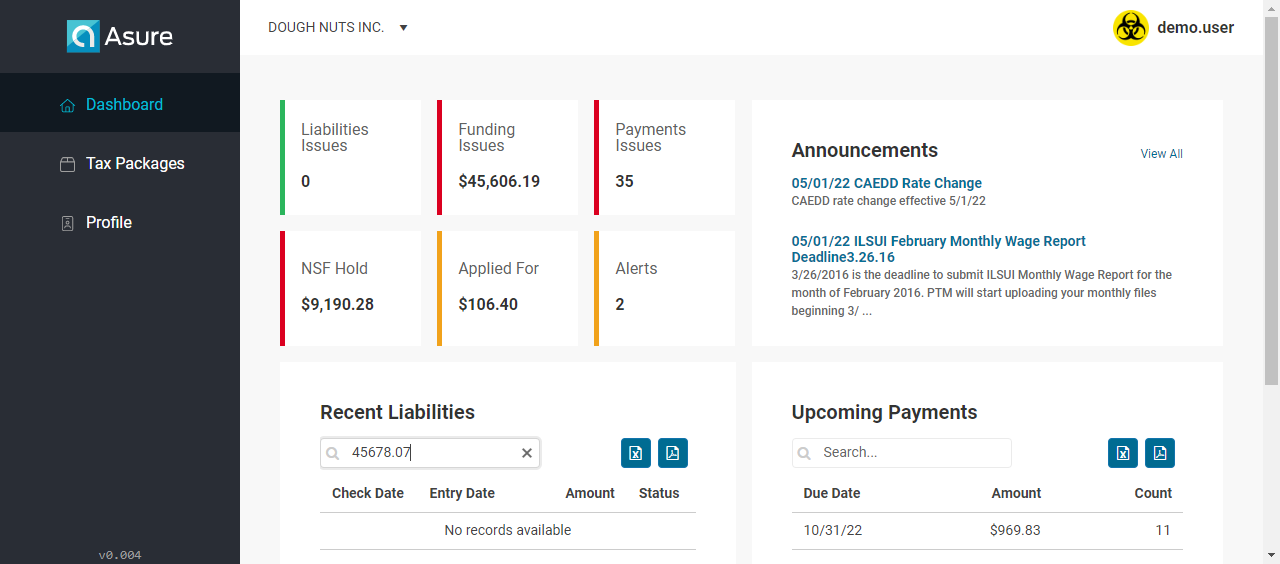 Asure
DOUGH NUTS INC.
demo.user
Dashboard
Tax Packages
Profile
v0.004
Liabilities
Issues
0
Funding
Issues
$45,606.19
Payments
Issues
35
NSF Hold
$9,190.28
Applied For
$106.40
Alerts
2
Announcements
View All
05/01/22 CAEDD Rate Change
CAEDD rate change effective 5/1/22
05/01/22 ILSUI February Monthly Wage Report
Deadline3.26.16
3/26/2016 is the deadline to submit ILSUI Monthly Wage Report for the
month of February 2016. PTM will start uploading your monthly files
beginning 3/ ...
Recent Liabilities
45678.07
Check Date Entry Date Amount Status
No records available
Upcoming Payments
Search...
Due Date Amount Count
10/31/22 $969.83 11